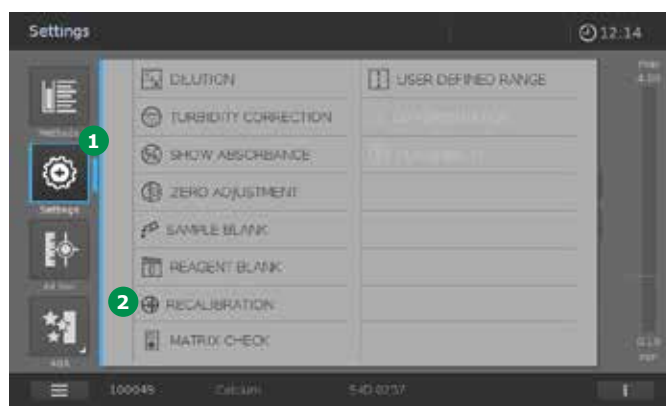 Settings
12:14
DILUTION
USER DEFINED RANGE
TURBIDITY CORRECTION
SHOW ABSORBANCE
ZERO ADJUSTMENT
SAMPLE BLANK
REAGENT BLANK
RECALIBRATION
MATRIX CHECK
1
Settings
2
100049
Calcium